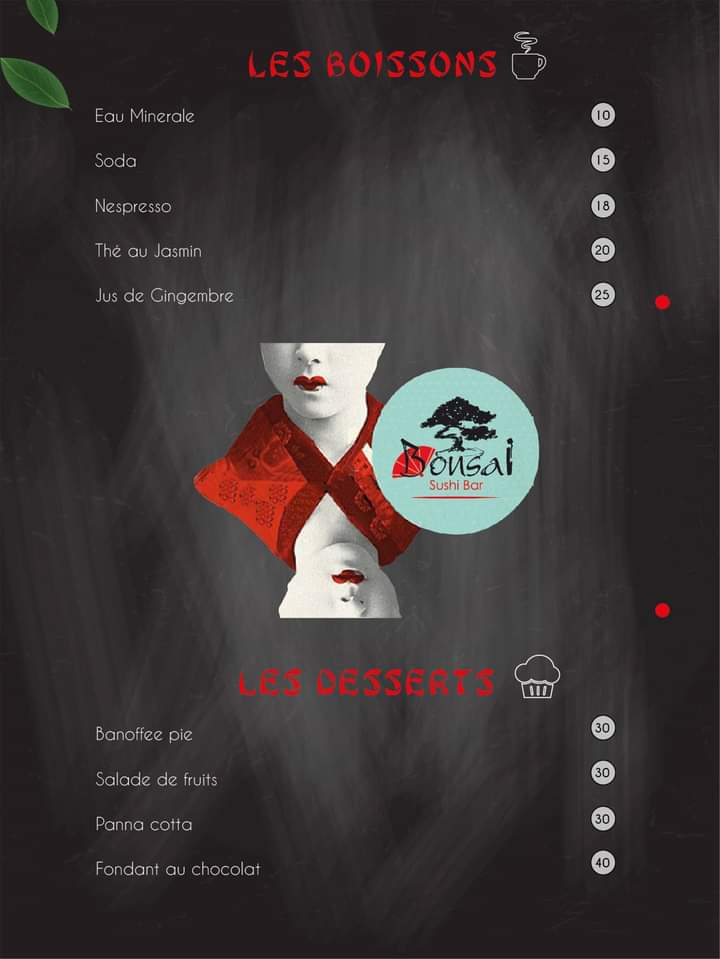 LES BOISSONS
Eau Minerale 10
Soda 15
Nespresso 18
Thé au Jasmin 20
Jus de Gingembre 25
Bonsai
Sushi Bar
LES DESSERTS
Banoffee pie 30
Salade de fruits 30
Panna cotta 30
Fondant au chocolat 40